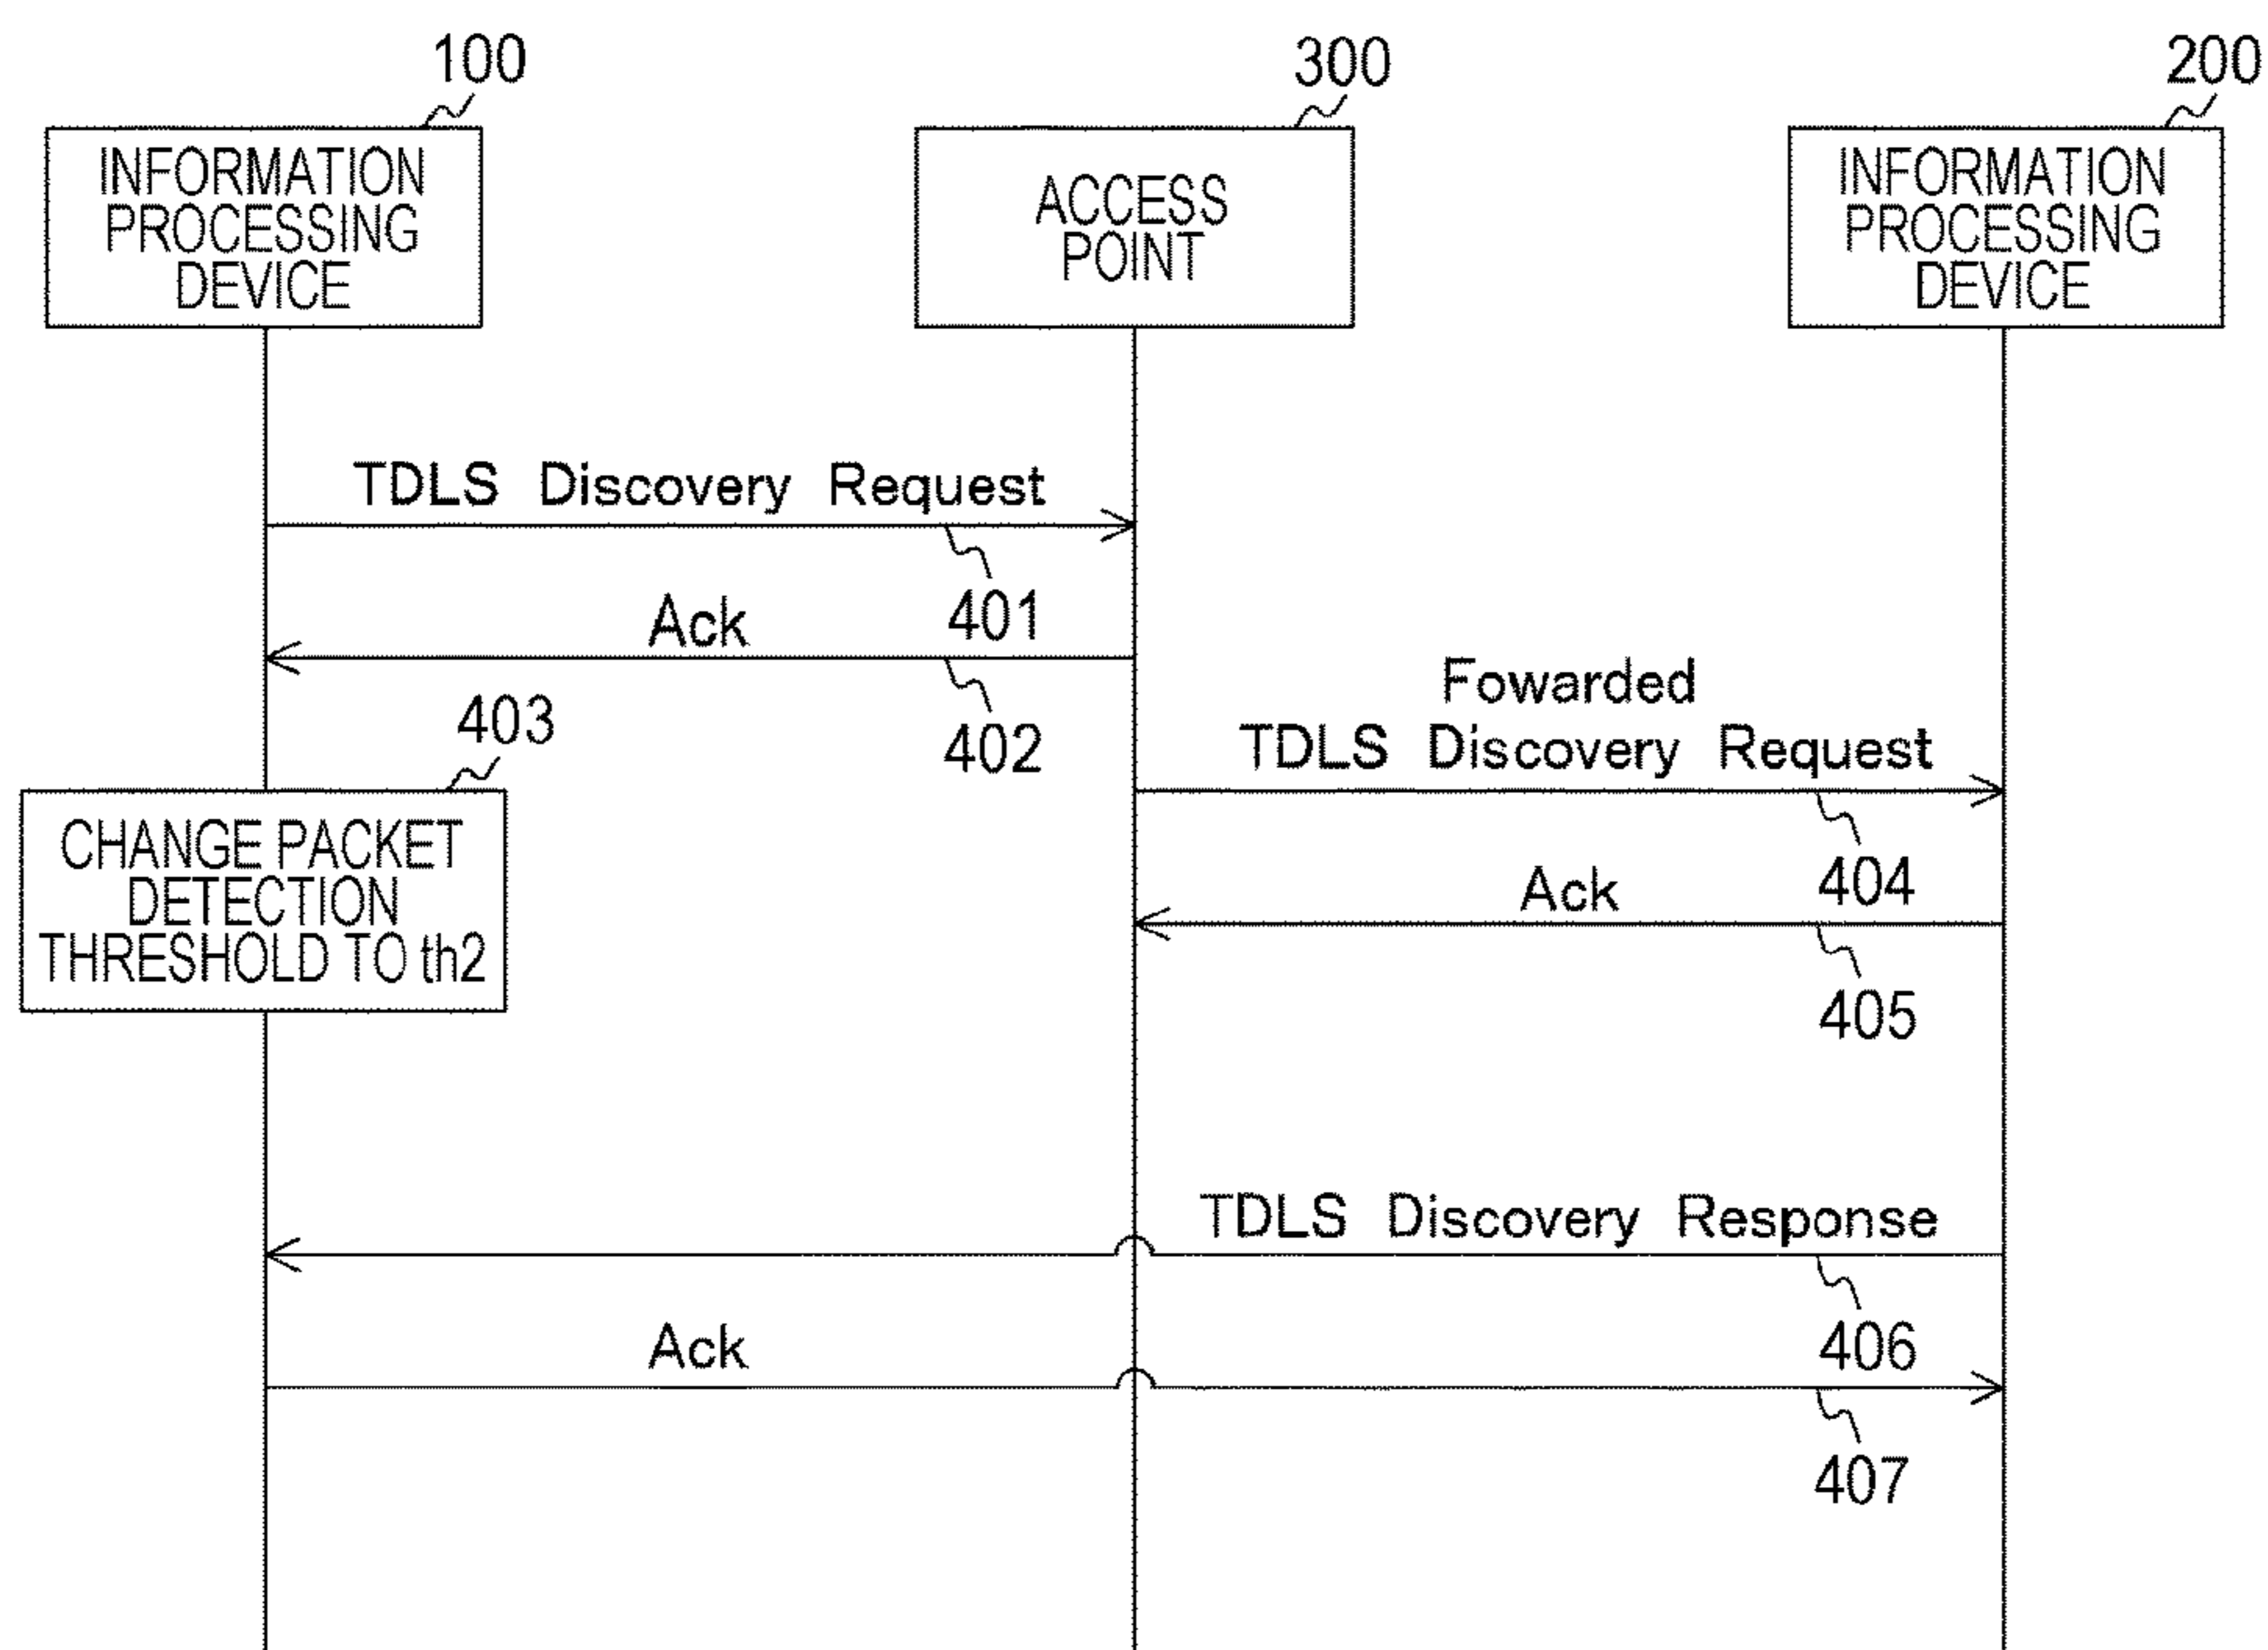 100
300
200
INFORMATION
PROCESSING
DEVICE
ACCESS
POINT
INFORMATION
PROCESSING
DEVICE
TDLS Discovery Request
401
Ack
402
403
Fowarded
TDLS Discovery Request
404
CHANGE PACKET
DETECTION
THRESHOLD TO th2
Ack
405
TDLS Discovery Response
406
Ack
407